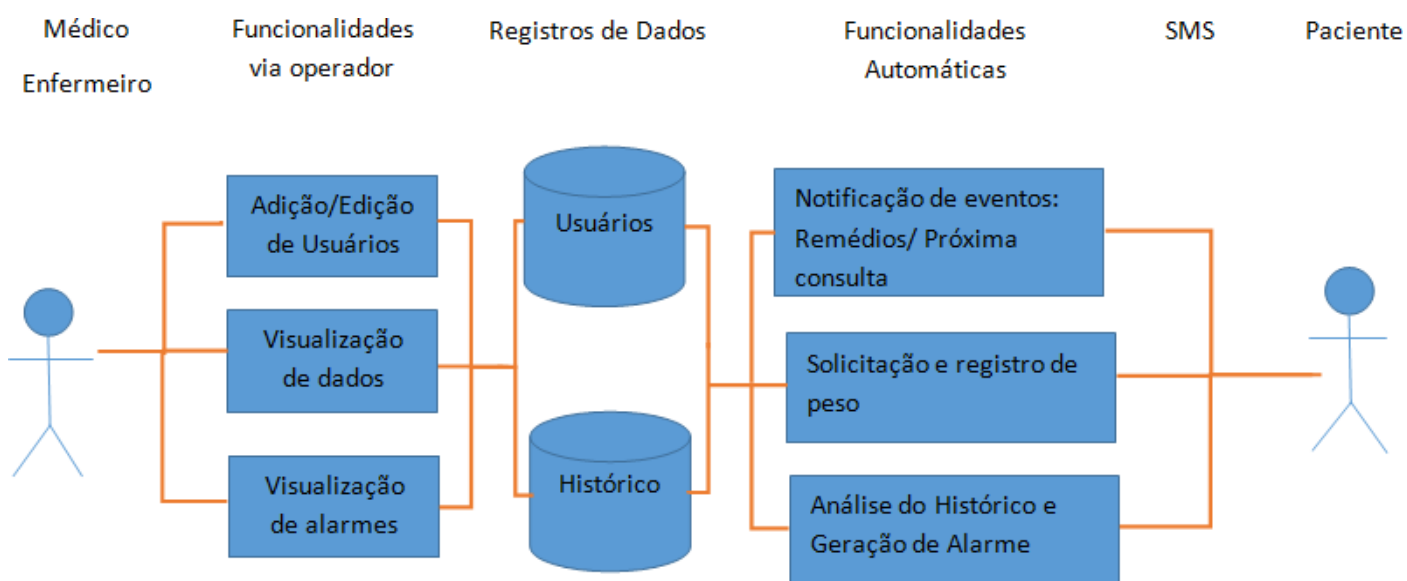 Médico
Enfermeiro
Funcionalidades
via operador
Registros de Dados
Funcionalidades
Automáticas
SMS
Paciente
Adição/Edição
de Usuários
Visualização
de dados
Visualização
de alarmes
Usuários
Histórico
Notificação de eventos:
Remédios/ Próxima
consulta
Solicitação e registro de
peso
Análise do Histórico e
Geração de Alarme